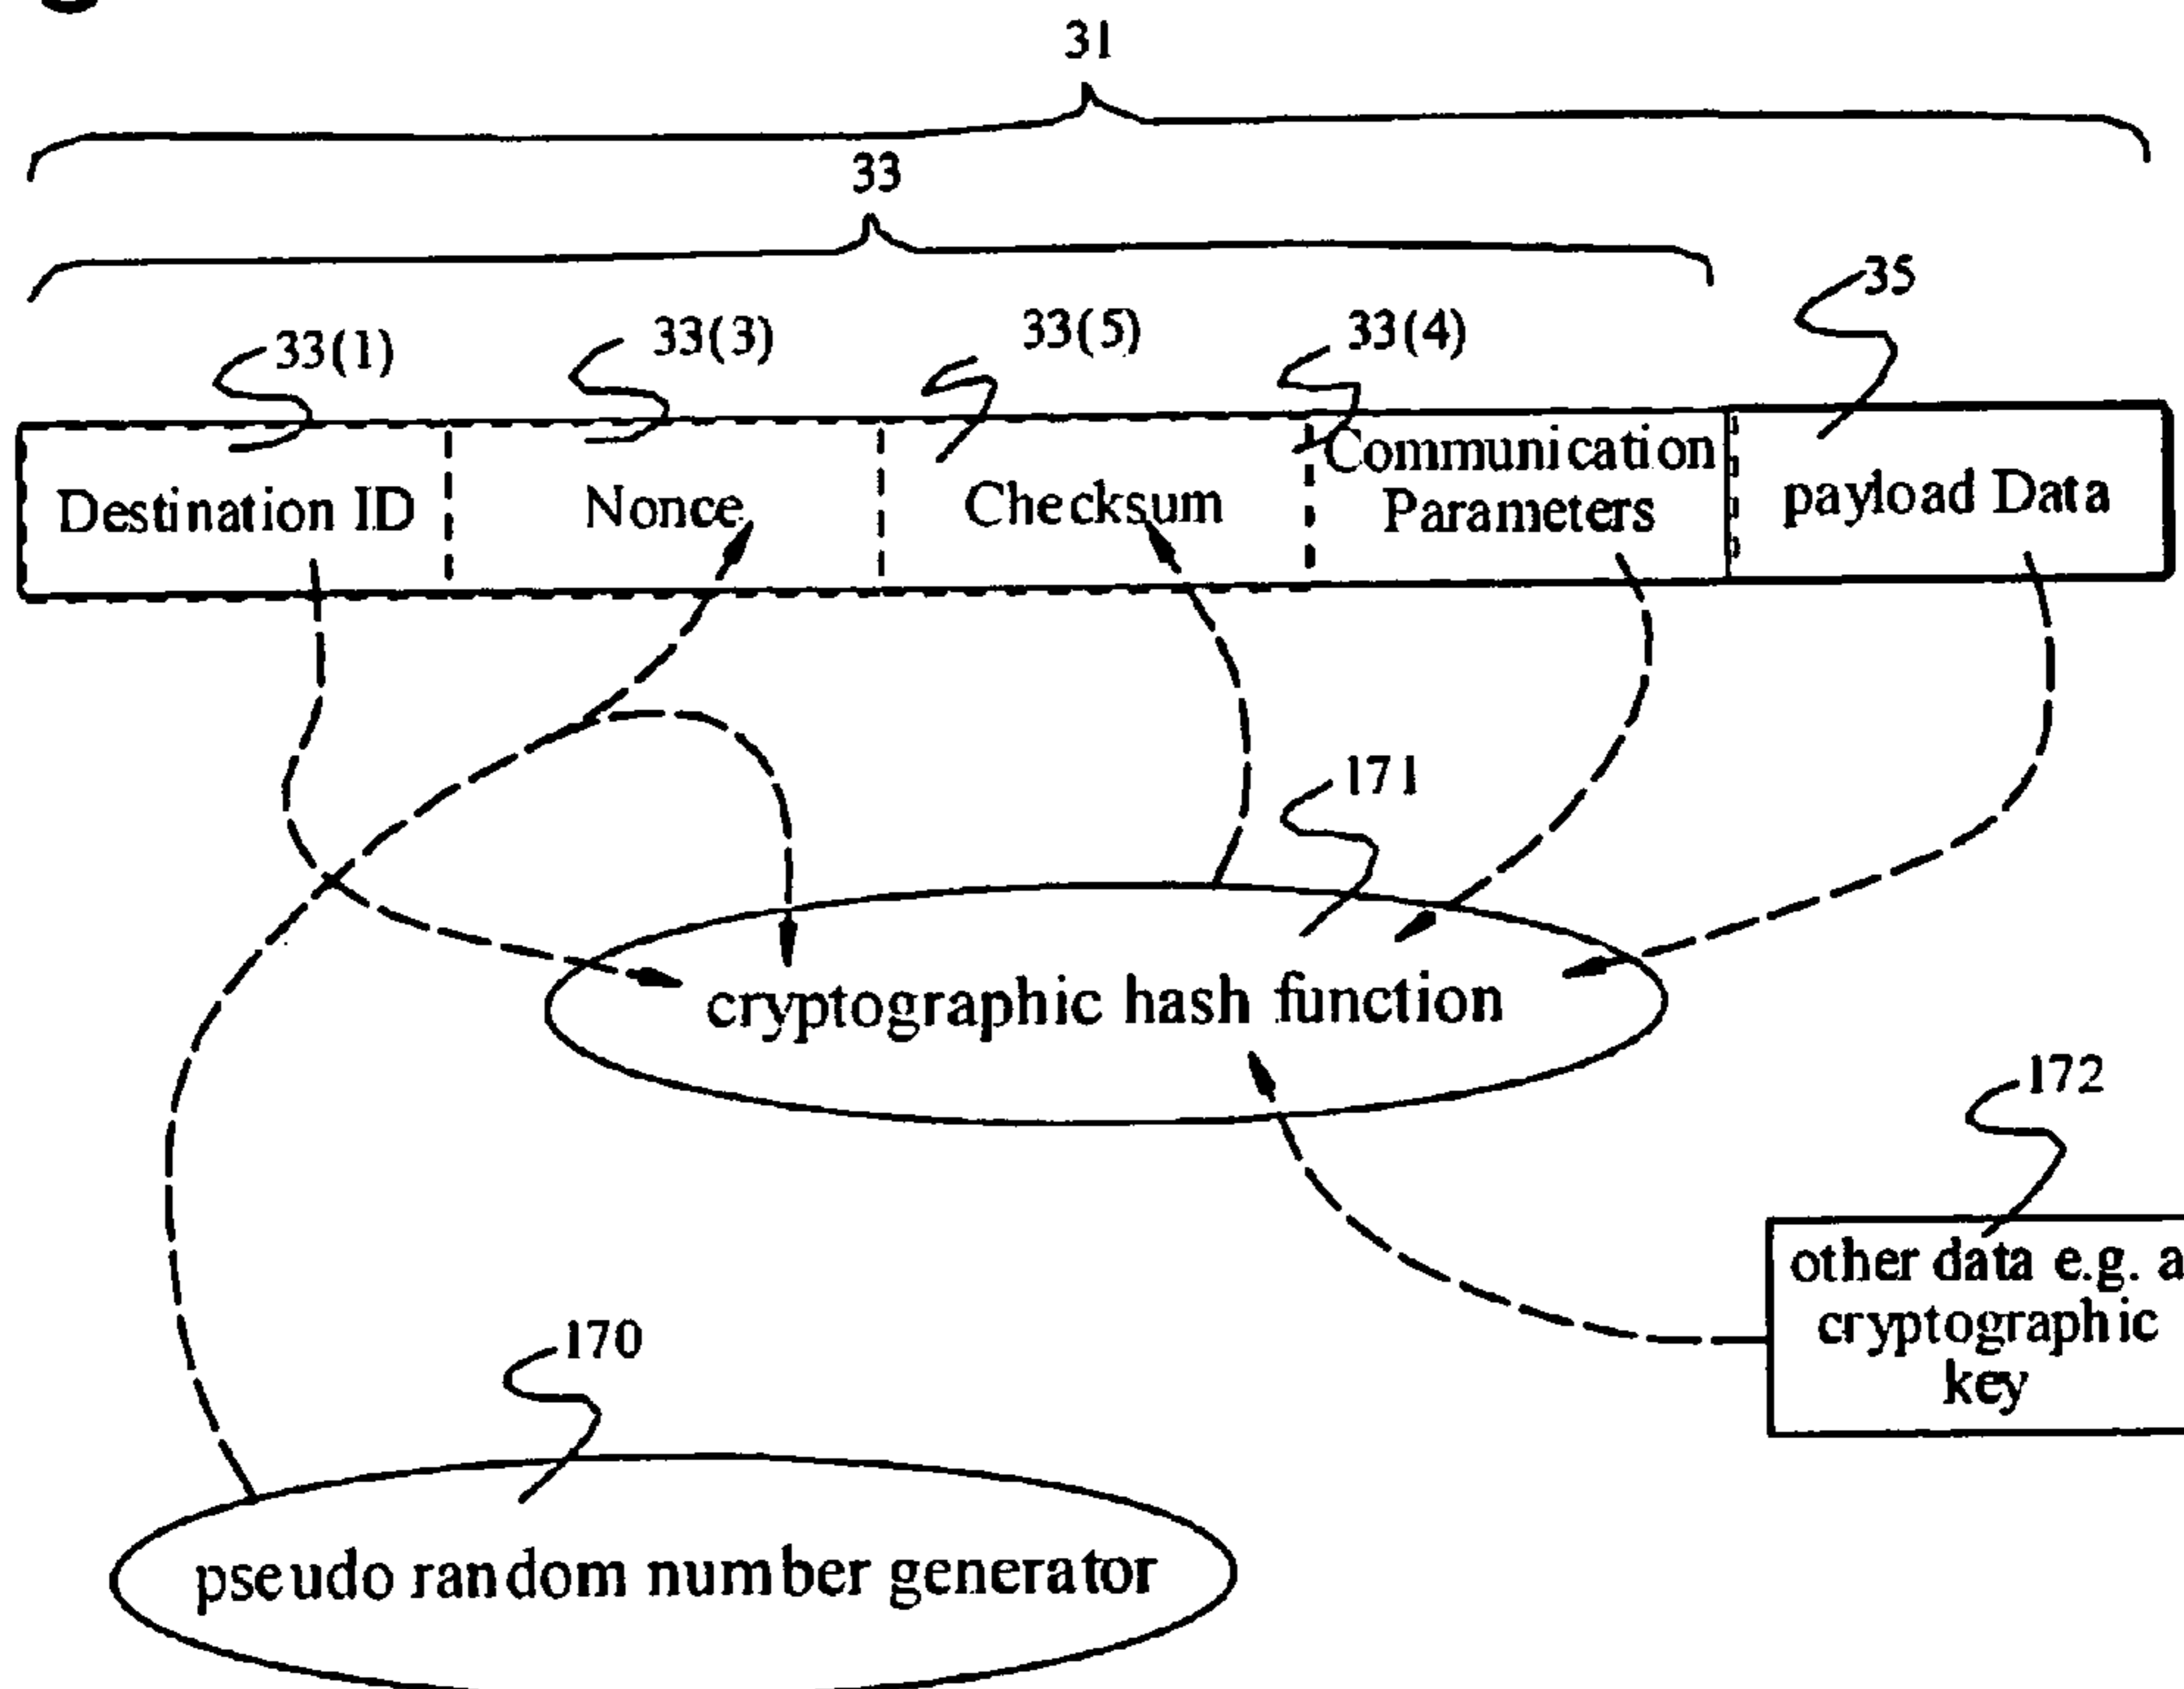 31
33
35
33(1)
33(3)
33(5)
33(4)
Destination ID
Nonce
Checksum
Communication
Parameters
payload Data
171
cryptographic hash function
172
other data e.g. a
cryptographic
key
170
pseudo random number generator